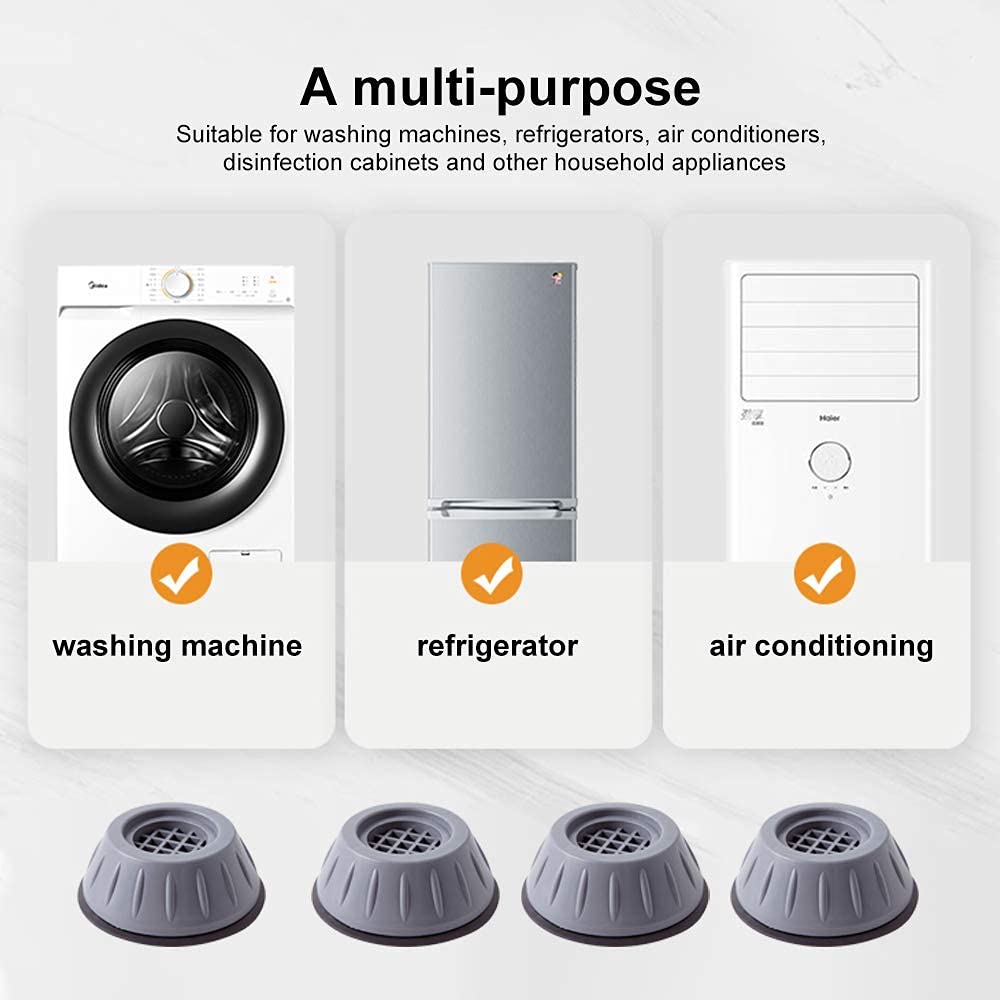 A multi-purpose
Suitable for washing machines, refrigerators, air conditioners,
disinfection cabinets and other household appliances
Midea
Haier
washing machine
refrigerator
air conditioning